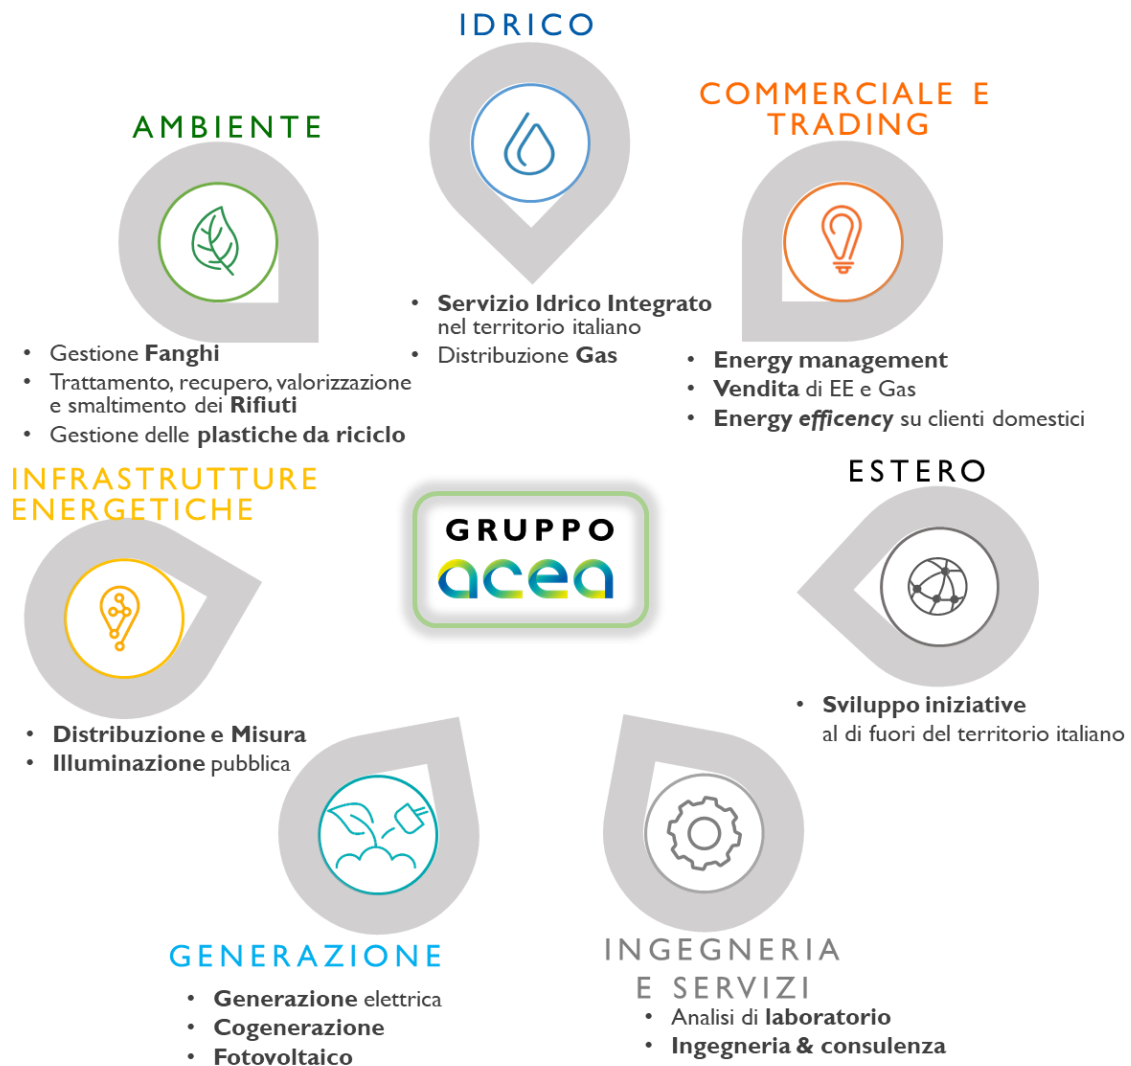 IDRICO
• Servizio Idrico Integrato
nel territorio italiano
• Distribuzione Gas
COMMERCIALE E
TRADING
• Energy management
• Vendita di EE e Gas
• Energy efficency su clienti domestici
AMBIENTE
• Gestione Fanghi
• Trattamento, recupero, valorizzazione
e smaltimento dei Rifiuti
• Gestione delle plastiche da riciclo
INFRASTRUTTURE
ENERGETICHE
• Distribuzione e Misura
• Illuminazione pubblica
GRUPPO
acea
ESTERO
• Sviluppo iniziative
al di fuori del territorio italiano
GENERAZIONE
• Generazione elettrica
• Cogenerazione
• Fotovoltaico
INGEGNERIA
E SERVIZI
• Analisi di laboratorio
• Ingegneria & consulenza